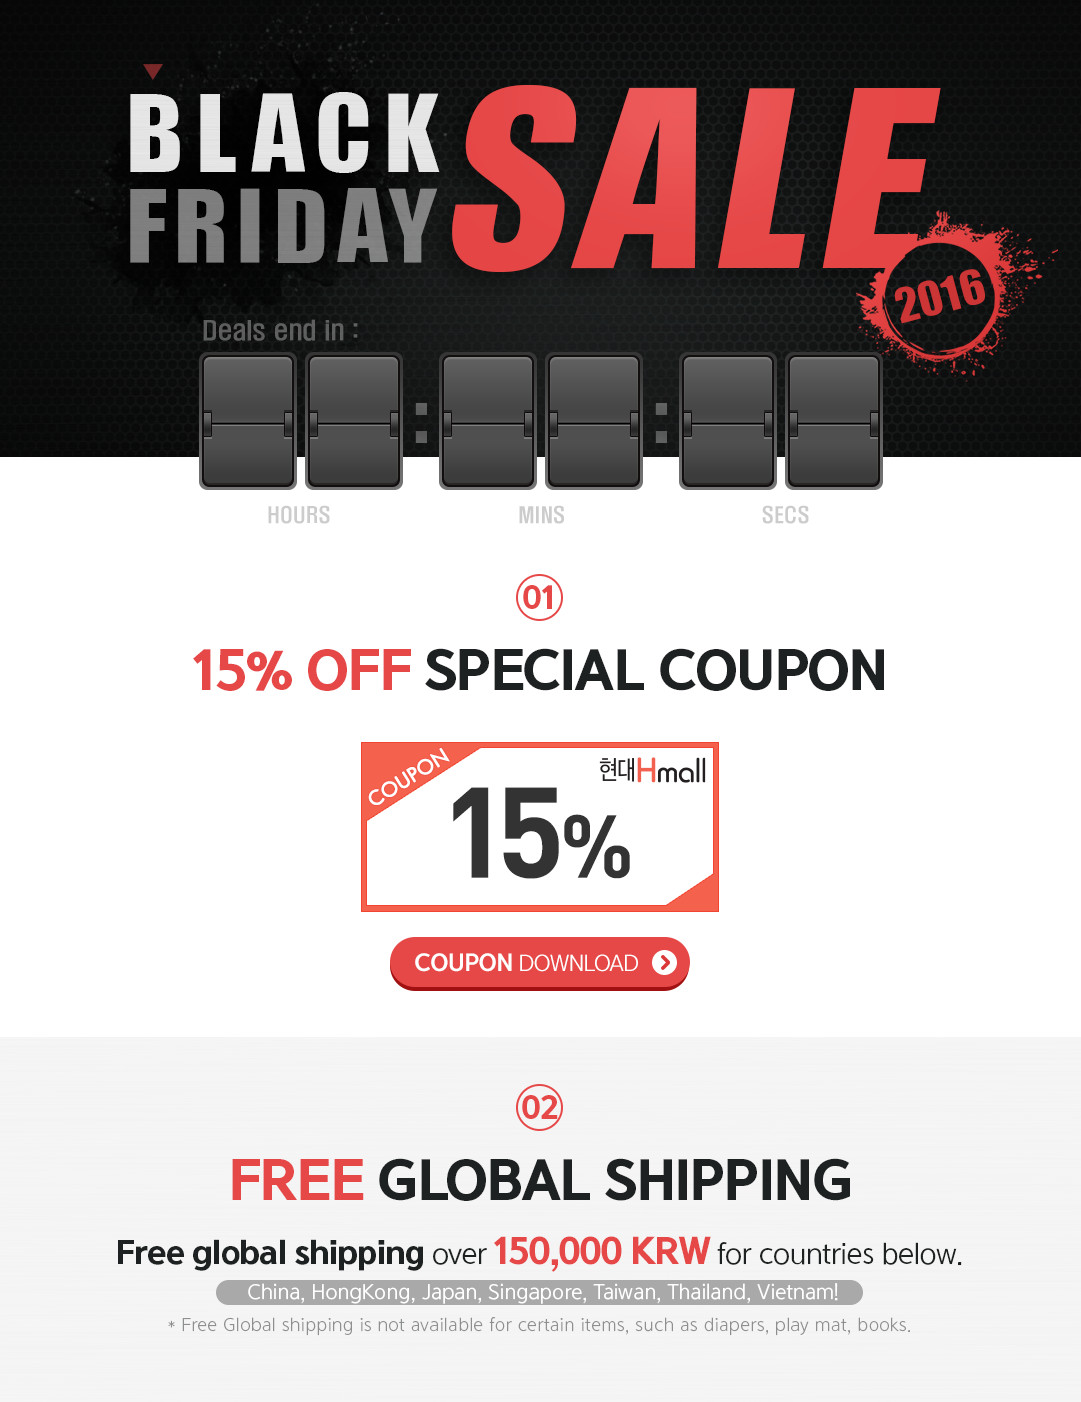 BLACK
FRIDAY
SALE
2016
Deals end in :
HOURS
MINS
SECS
01
15% OFF SPECIAL COUPON
COUPON
현대Hmall
15%
COUPON DOWNLOAD
02
FREE GLOBAL SHIPPING
Free global shipping over 150,000 KRW for countries below.
China, HongKong, Japan, Singapore, Taiwan, Thailand, Vietnam!
* Free Global shipping is not available for certain items, such as diapers, play mat, books.